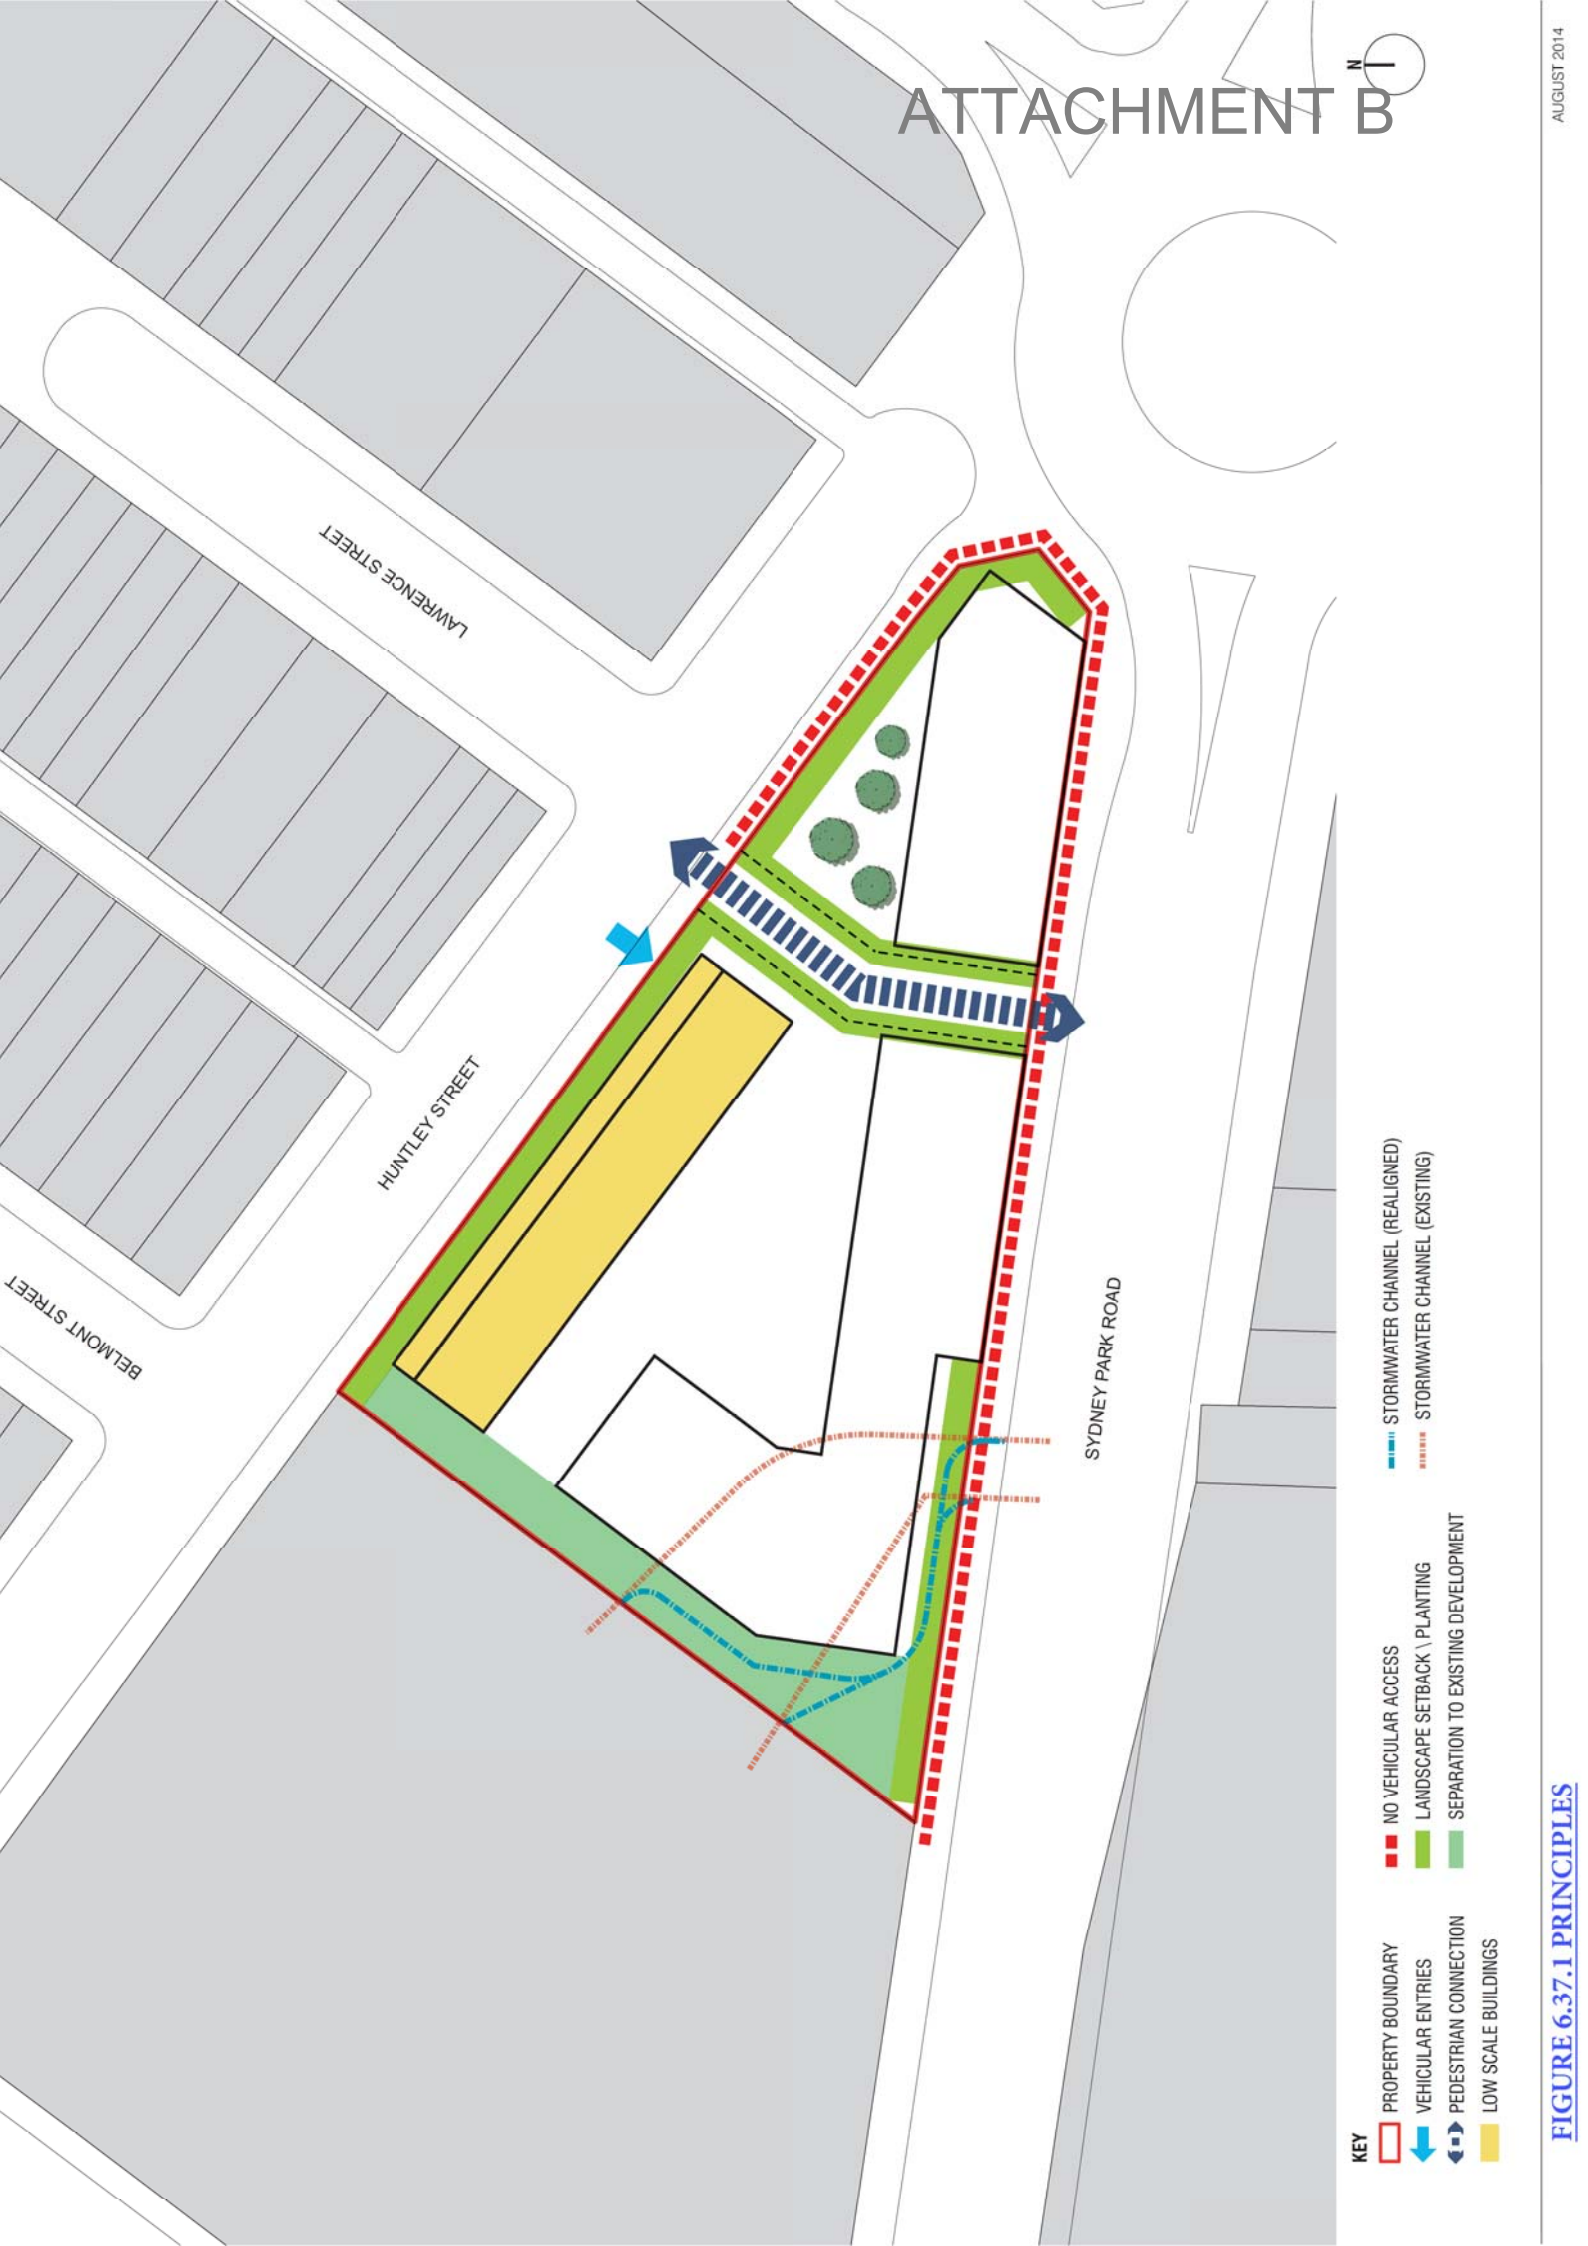 ATTACHMENT B
N
LAWRENCE STREET
HUNTLEY STREET
BELMONT STREET
SYDNEY PARK ROAD
KEY
PROPERTY BOUNDARY
VEHICULAR ENTRIES
PEDESTRIAN CONNECTION
LOW SCALE BUILDINGS
NO VEHICULAR ACCESS
LANDSCAPE SETBACK \ PLANTING
SEPARATION TO EXISTING DEVELOPMENT
STORMWATER CHANNEL (REALIGNED)
STORMWATER CHANNEL (EXISTING)
FIGURE 6.37.1 PRINCIPLES
AUGUST 2014